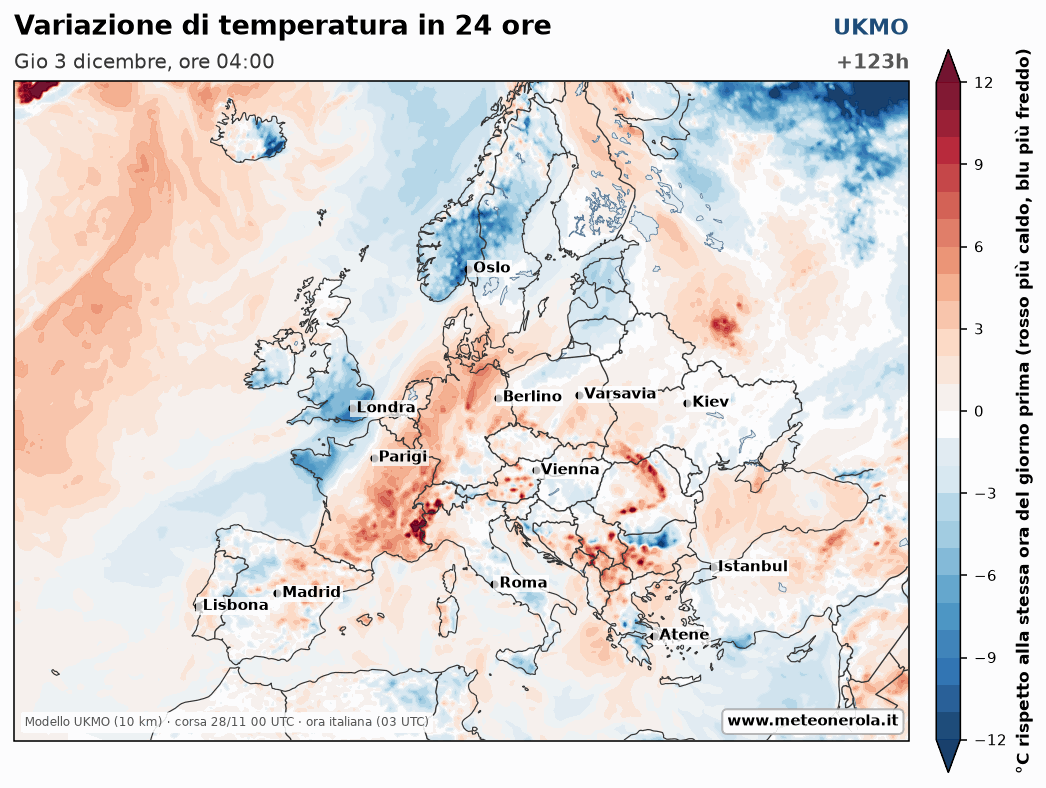 Variazione di temperatura in 24 ore
UKMO
Gio 3 dicembre, ore 04:00
+123h
Oslo
Londra
Berlino
Varsavia
Kiev
Parigi
Vienna
Istanbul
Roma
Madrid
Lisbona
Atene
Modello UKMO (10 km) · corsa 28/11 00 UTC · ora italiana (03 UTC)
www.meteonerola.it
12
9
6
3
0
−3
−6
−9
−12
°C rispetto alla stessa ora del giorno prima (rosso più caldo, blu più freddo)